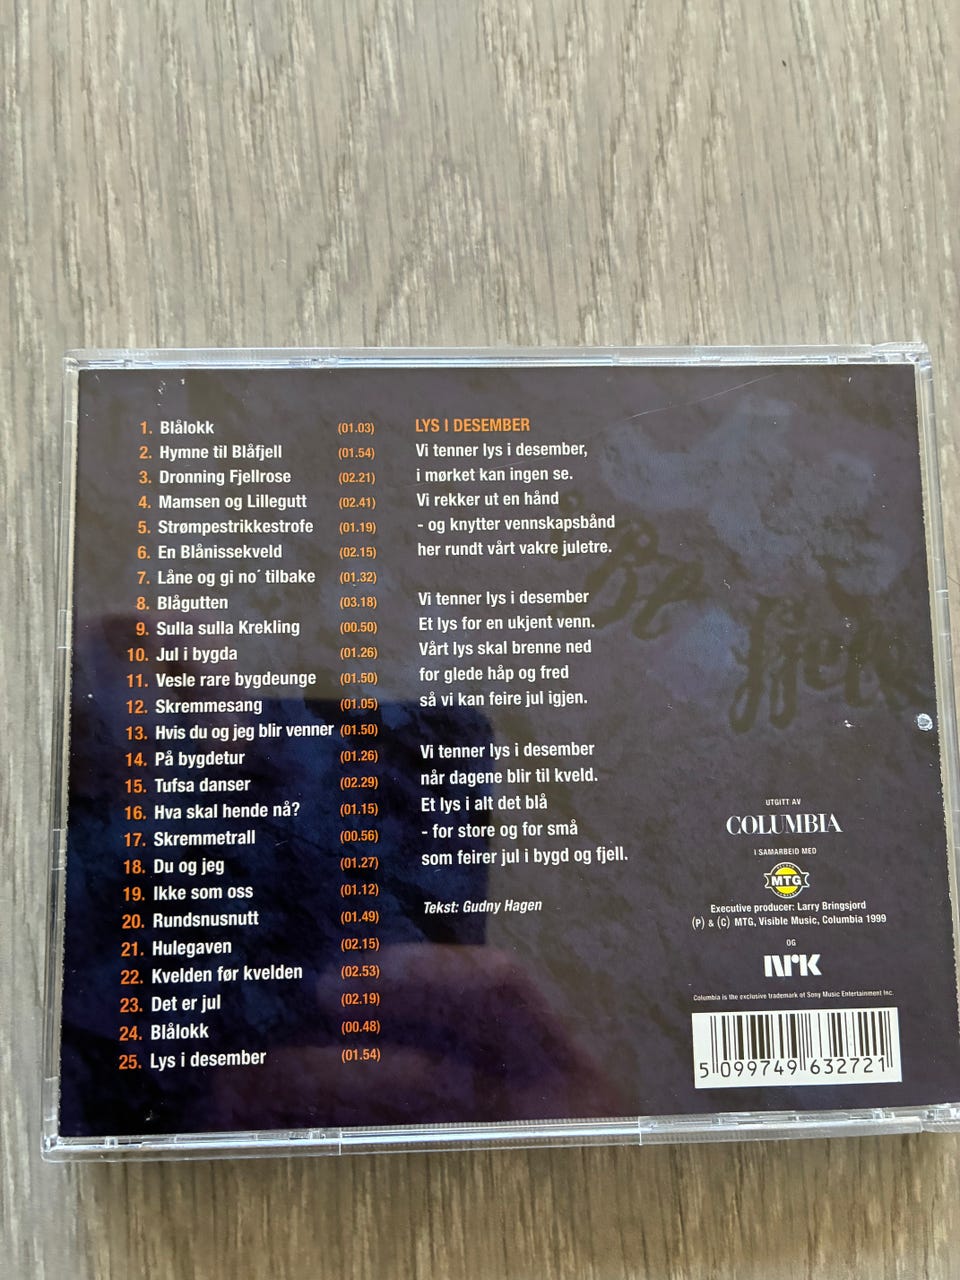 1. Blålokk (01.03)
2. Hymne til Blåfjell (01.54)
3. Dronning Fjellrose (02.21)
4. Mamsen og Lillegutt (02.41)
5. Strømpestrikkestrofe (01.19)
6. En Blånissekveld (02.15)
7. Låne og gi no´ tilbake (01.32)
8. Blågutten (03.18)
9. Sulla sulla Krekling (00.50)
10. Jul i bygda (01.26)
11. Vesle rare bygdeunge (01.50)
12. Skremmesang (01.05)
13. Hvis du og jeg blir venner (01.50)
14. På bygdetur (01.26)
15. Tufsa danser (02.29)
16. Hva skal hende nå? (01.15)
17. Skremmetrall (00.56)
18. Du og jeg (01.27)
19. Ikke som oss (01.12)
20. Rundsnusnutt (01.49)
21. Hulegaven (02.15)
22. Kvelden før kvelden (02.53)
23. Det er jul (02.19)
24. Blålokk (00.48)
25. Lys i desember (01.54)
LYS I DESEMBER
Vi tenner lys i desember,
i mørket kan ingen se.
Vi rekker ut en hånd
- og knytter vennskapsbånd
her rundt vårt vakre juletre.
Vi tenner lys i desember
Et lys for en ukjent venn.
Vårt lys skal brenne ned
for glede håp og fred
så vi kan feire jul igjen.
Vi tenner lys i desember
når dagene blir til kveld.
Et lys i alt det blå
- for store og for små
som feirer jul i bygd og fjell.
Tekst: Gudny Hagen
UTGITT AV
COLUMBIA
I SAMARBEID MED
MTG
Executive producer: Larry Bringsjord
(P) & (C) MTG, Visible Music, Columbia 1999
OG
NRK
Columbia is the exclusive trademark of Sony Music Entertainment Inc.
5 099749 632721